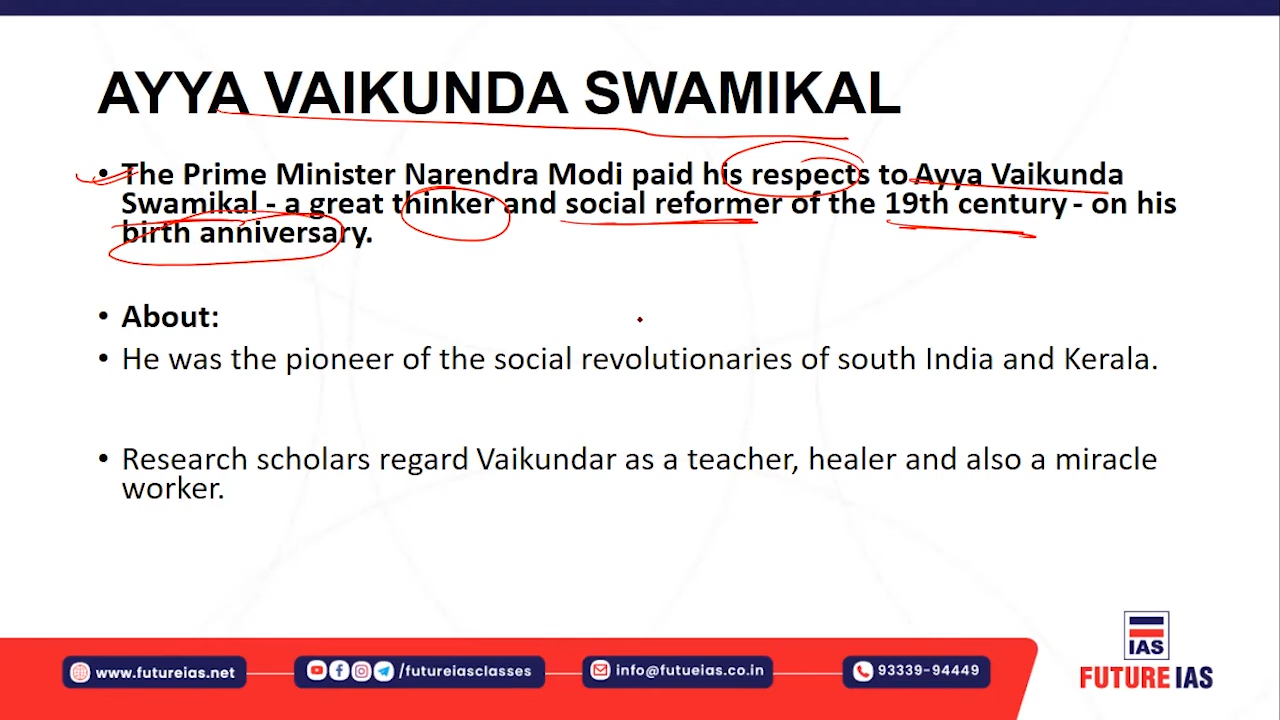 AYYA VAIKUNDA SWAMIKAL
• The Prime Minister Narendra Modi paid his respects to Ayya Vaikunda
Swamikal - a great thinker and social reformer of the 19th century - on his
birth anniversary.
• About:
• He was the pioneer of the social revolutionaries of south India and Kerala.
• Research scholars regard Vaikundar as a teacher, healer and also a miracle
worker.
IAS
FUTURE IAS
www.futureias.net
/futureiasclasses
info@futueias.co.in
93339-94449